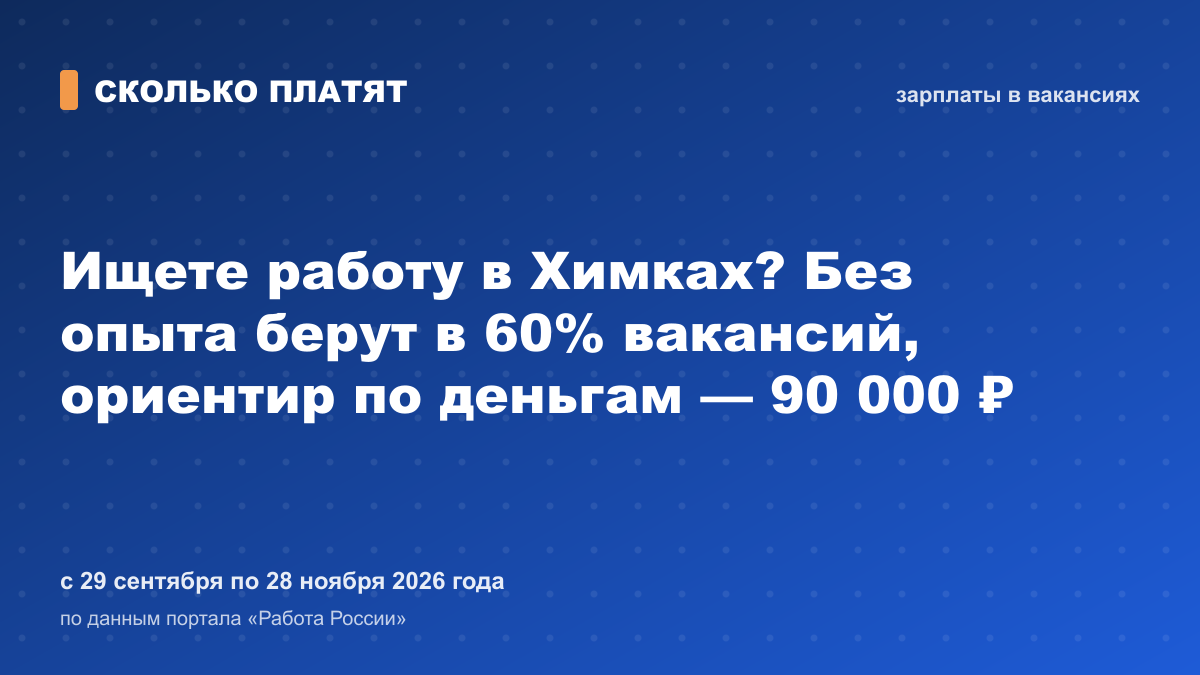 СКОЛЬКО ПЛАТЯТ
зарплаты в вакансиях
Ищете работу в Химках? Без
опыта берут в 60% вакансий,
ориентир по деньгам — 90 000 ₽
с 29 сентября по 28 ноября 2026 года
по данным портала «Работа России»